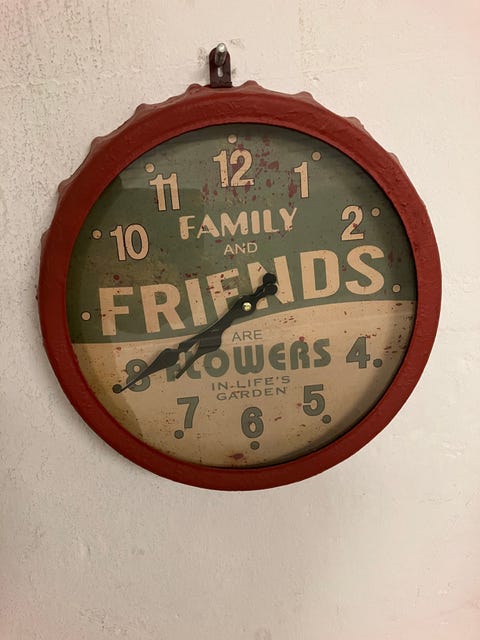 12
11
1
10
2
FAMILY
AND
FRIENDS
ARE
FLOWERS
8
4
IN-LIFE'S
GARDEN
7
5
6